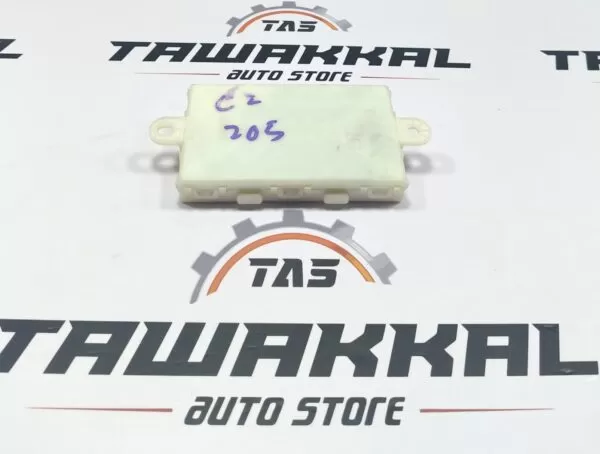 TAS
TAWAKKAL
AUTO STORE
C2
205
TAS
TAWAKKAL
AUTO STORE